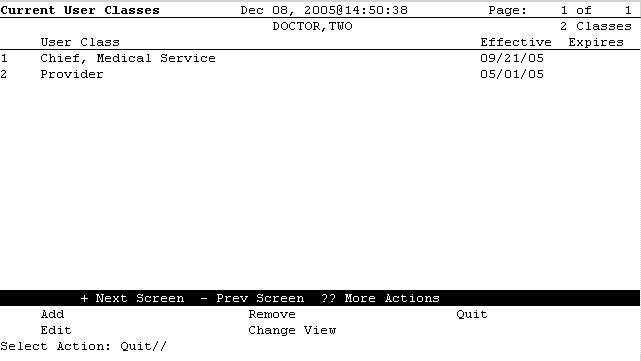 Current User Classes Dec 08, 2005@14:50:38 Page: 1 of 1
DOCTOR,TWO 2 Classes
User Class Effective Expires
1 Chief, Medical Service 09/21/05
2 Provider 05/01/05
+ Next Screen - Prev Screen ?? More Actions
Add Remove Quit
Edit Change View
Select Action: Quit//